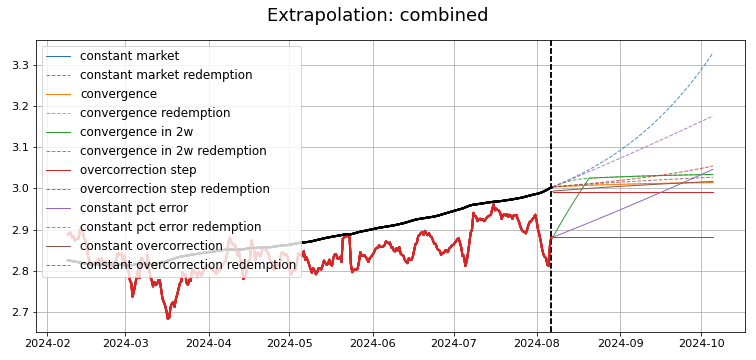 Extrapolation: combined
constant market
constant market redemption
convergence
convergence redemption
convergence in 2w
convergence in 2w redemption
overcorrection step
overcorrection step redemption
constant pct error
constant pct error redemption
constant overcorrection
constant overcorrection redemption
3.3
3.2
3.1
3.0
2.9
2.8
2.7
2024-02 2024-03 2024-04 2024-05 2024-06 2024-07 2024-08 2024-09 2024-10